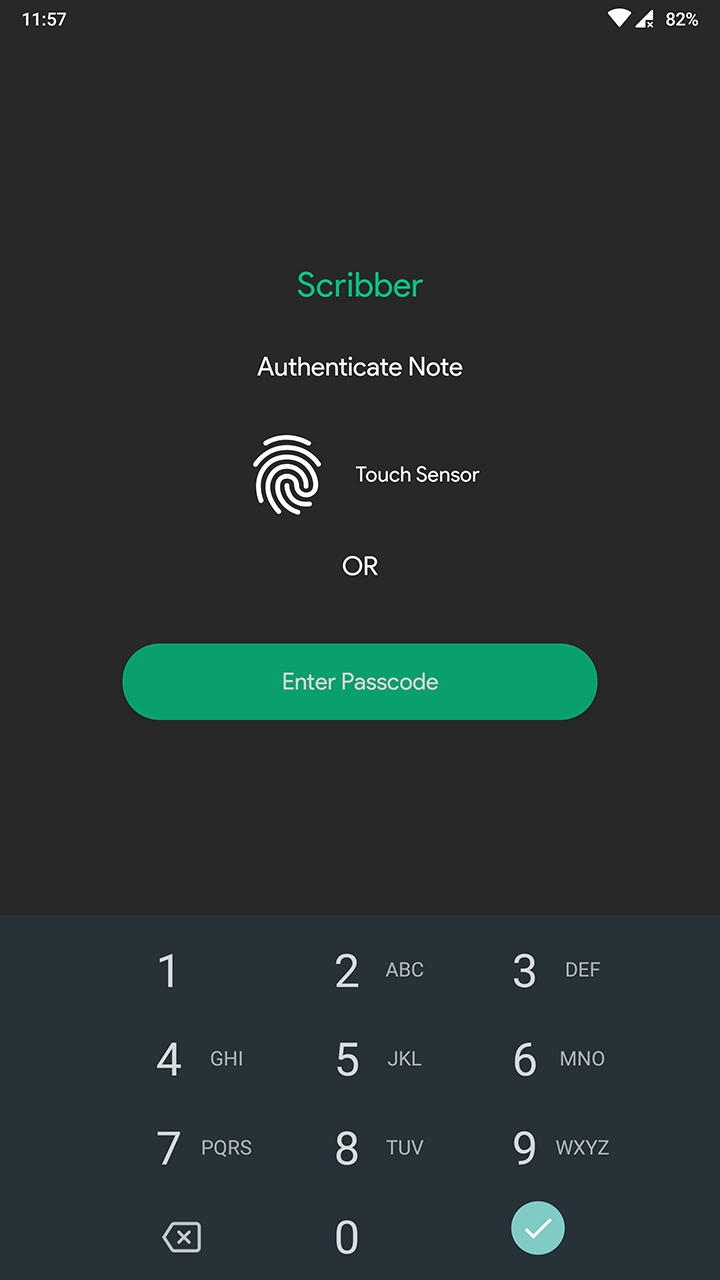 11:57 82%
Scribber
Authenticate Note
Touch Sensor
OR
Enter Passcode
1 2 ABC 3 DEF
4 GHI 5 JKL 6 MNO
7 PQRS 8 TUV 9 WXYZ
0